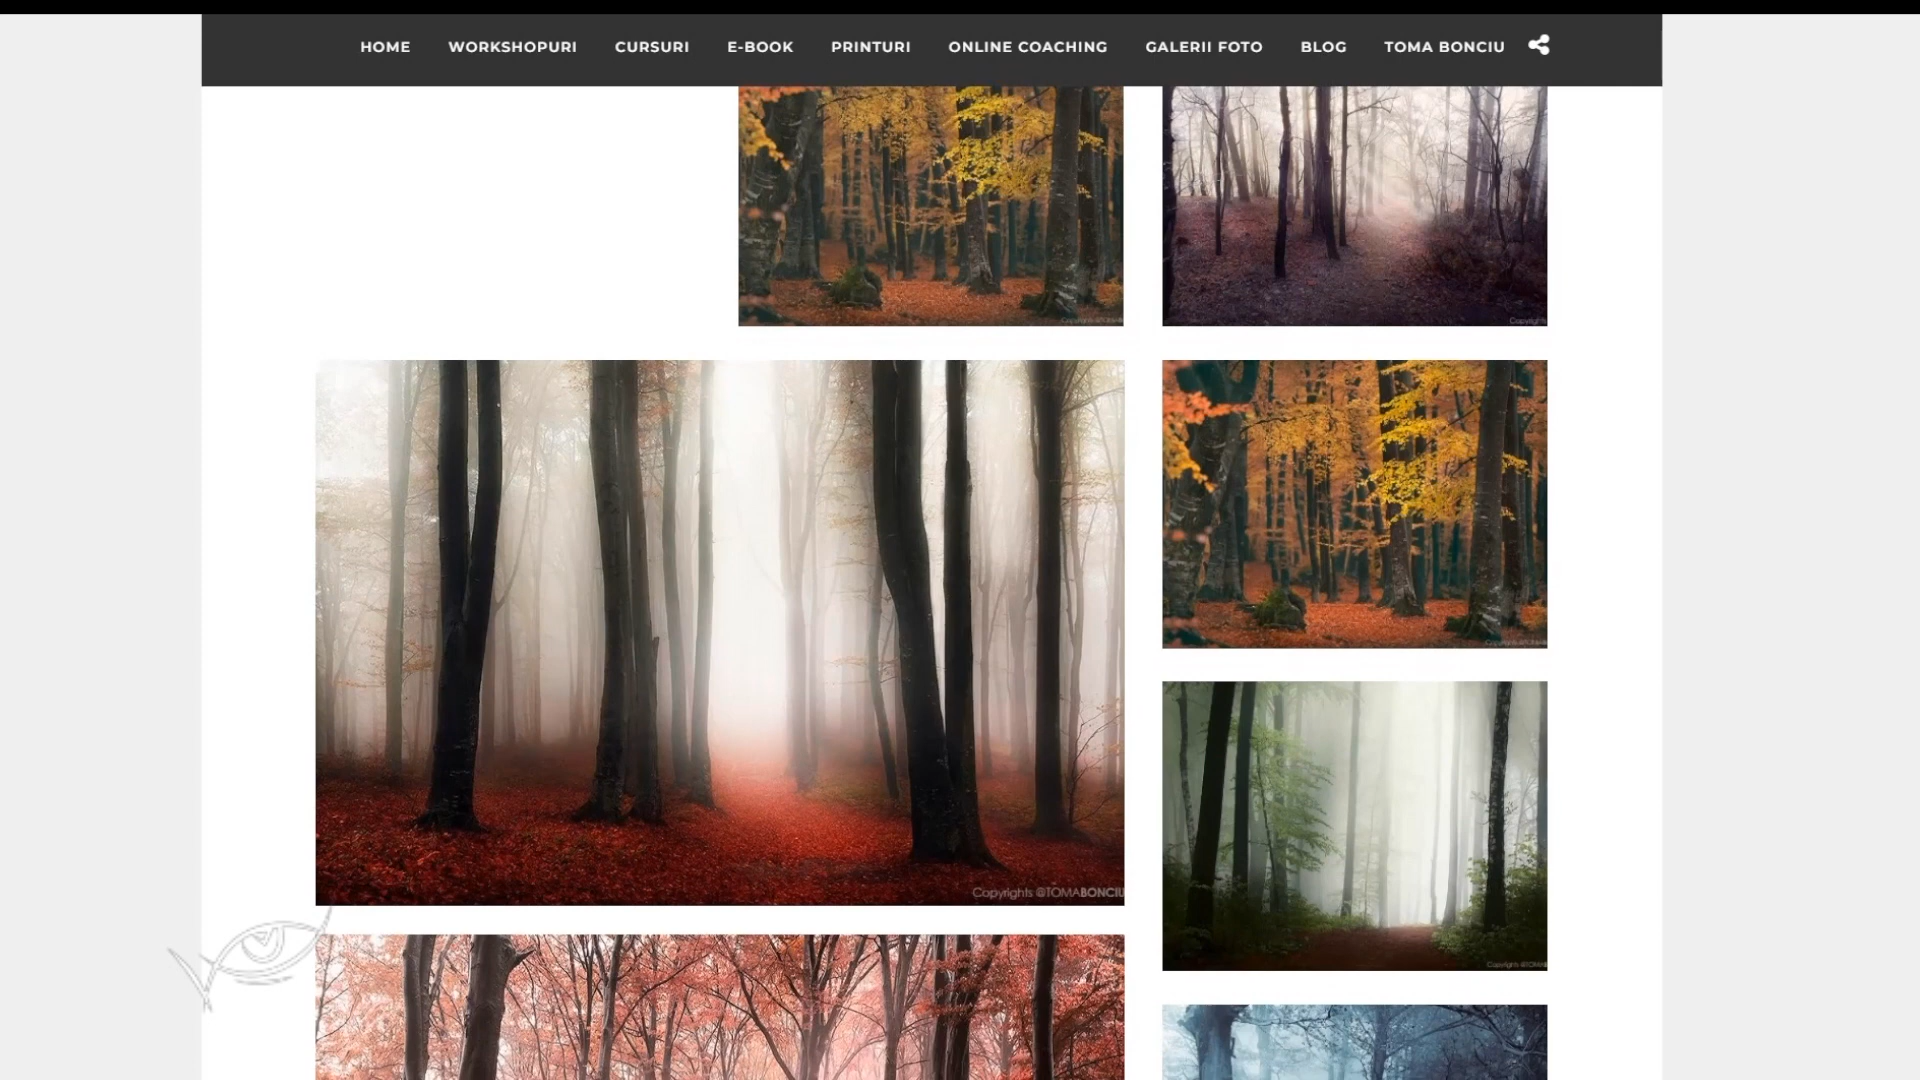 HOME WORKSHOPURI CURSURI E-BOOK PRINTURI ONLINE COACHING GALERII FOTO BLOG TOMA BONCIU
Copyrights @TOMABONCIU